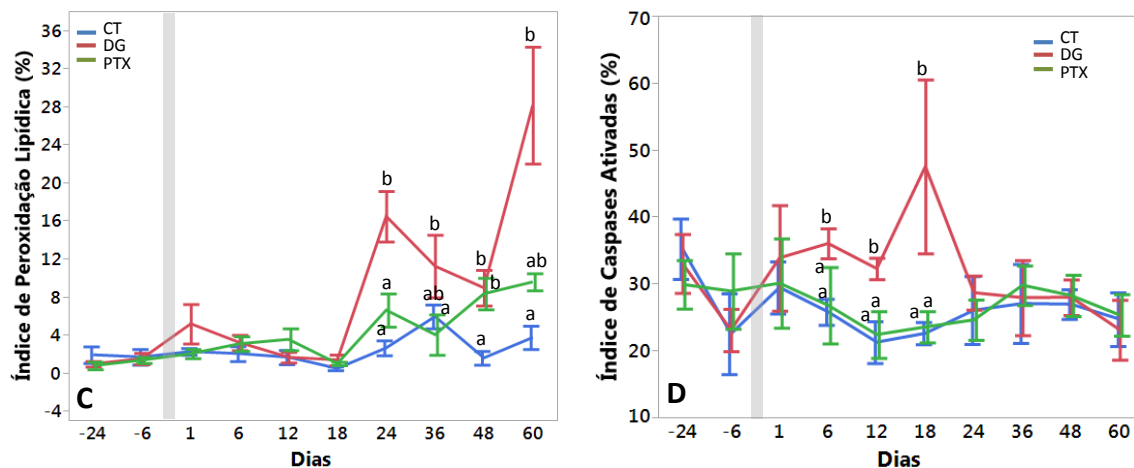 36
32
28
24
20
16
12
8
4
0
-4
Índice de Peroxidação Lipídica (%)
CT
DG
PTX
b
b
b
b
b
ab
a
ab
a
a
a
a
C
-24 -6 1 6 12 18 24 36 48 60
Dias
70
60
50
40
30
20
10
Índice de Caspases Ativadas (%)
CT
DG
PTX
b
b
b
a
a
a
a
a
D
-24 -6 1 6 12 18 24 36 48 60
Dias